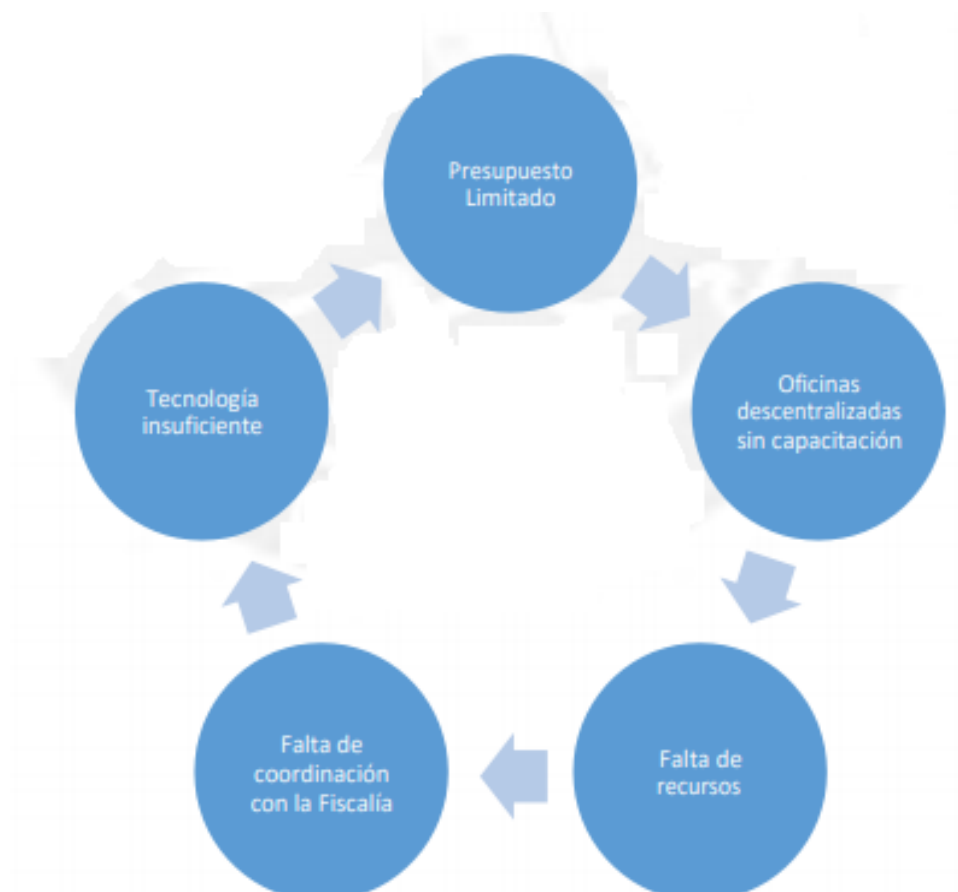 Presupuesto
Limitado
Oficinas
descentralizadas
sin capacitación
Falta de
recursos
Falta de
coordinación
con la Fiscalía
Tecnología
insuficiente